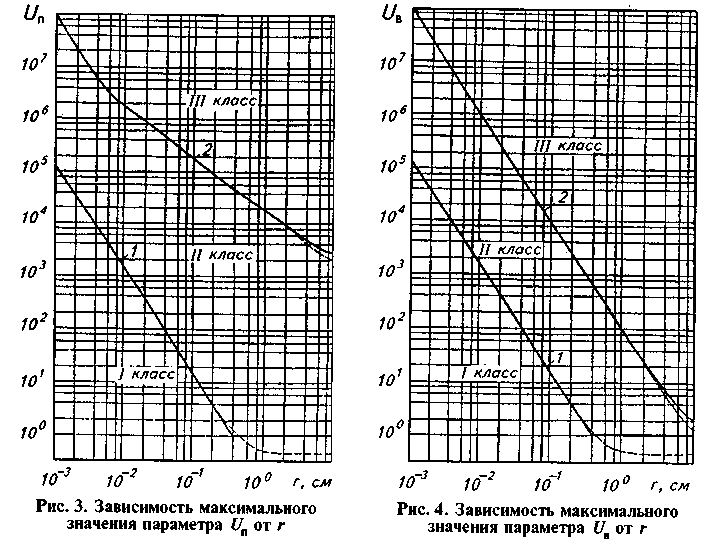 Uп
10⁷
10⁶
10⁵
10⁴
10³
10²
10¹
10⁰
III класс
2
II класс
1
I класс
10⁻³ 10⁻² 10⁻¹ 10⁰ r, см
Рис. 3. Зависимость максимального
значения параметра Uп от r
Uв
10⁷
10⁶
10⁵
10⁴
10³
10²
10¹
10⁰
III класс
2
II класс
1
I класс
10⁻³ 10⁻² 10⁻¹ 10⁰ r, см
Рис. 4. Зависимость максимального
значения параметра Uв от r